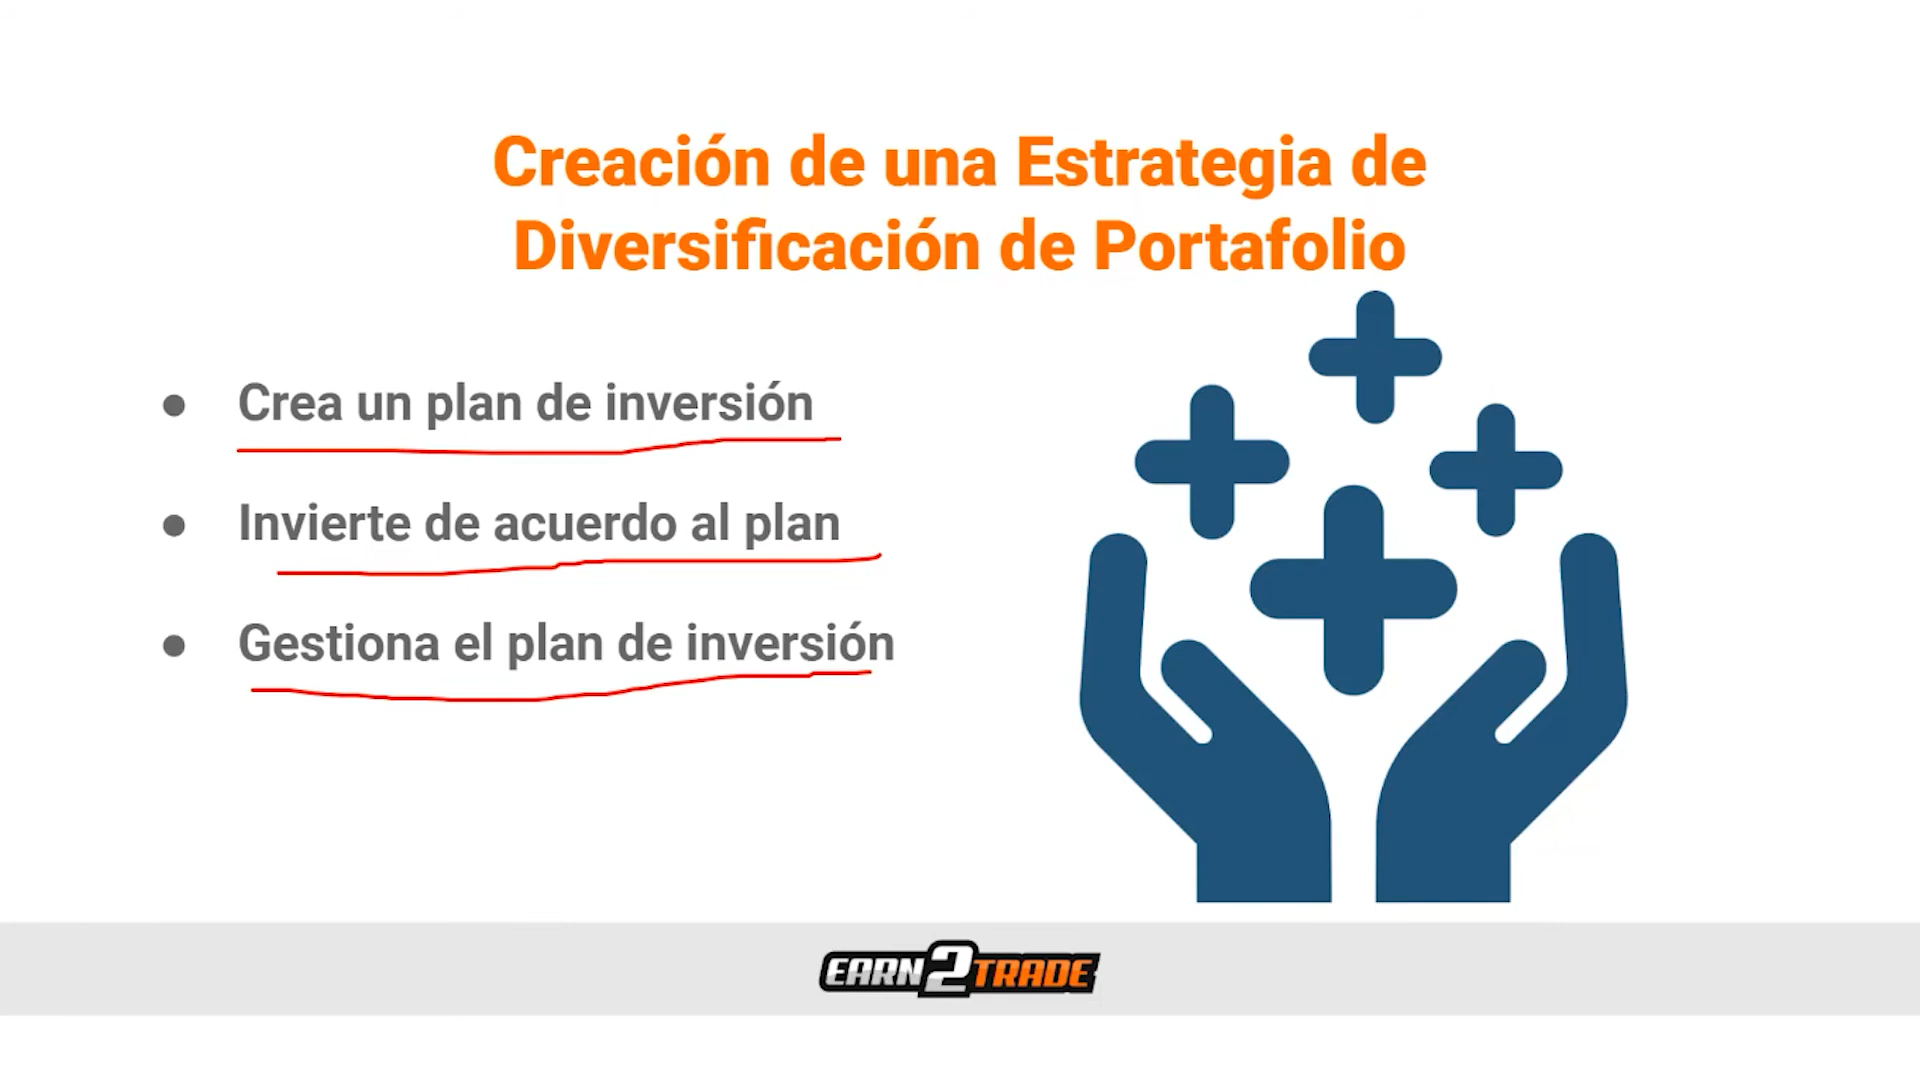 Creación de una Estrategia de
Diversificación de Portafolio
● Crea un plan de inversión
● Invierte de acuerdo al plan
● Gestiona el plan de inversión
EARN2TRADE